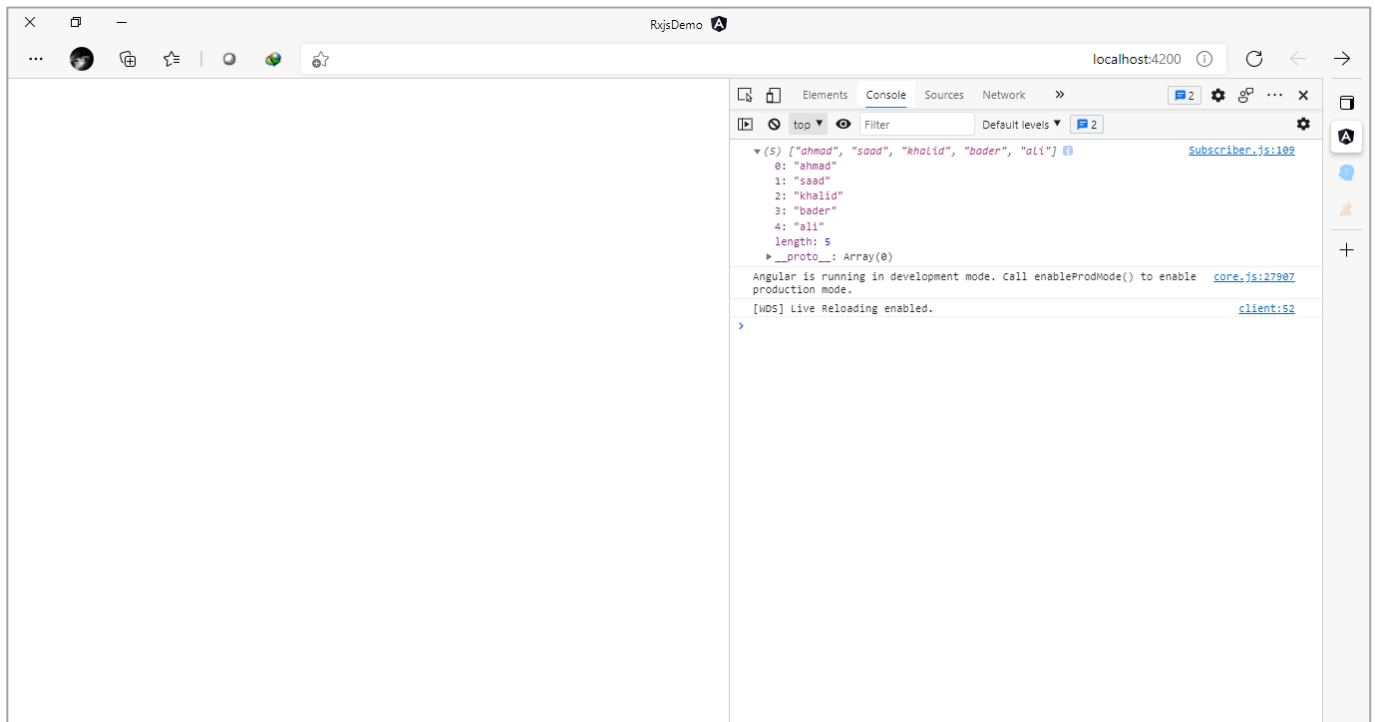 RxjsDemo
localhost:4200
Elements Console Sources Network » 2
top Filter Default levels 2
(5) ["ahmad", "saad", "khalid", "bader", "ali"] Subscriber.js:109
0: "ahmad"
1: "saad"
2: "khalid"
3: "bader"
4: "ali"
length: 5
__proto__: Array(0)
Angular is running in development mode. Call enableProdMode() to enable core.js:27907
production mode.
[WDS] Live Reloading enabled. client:52